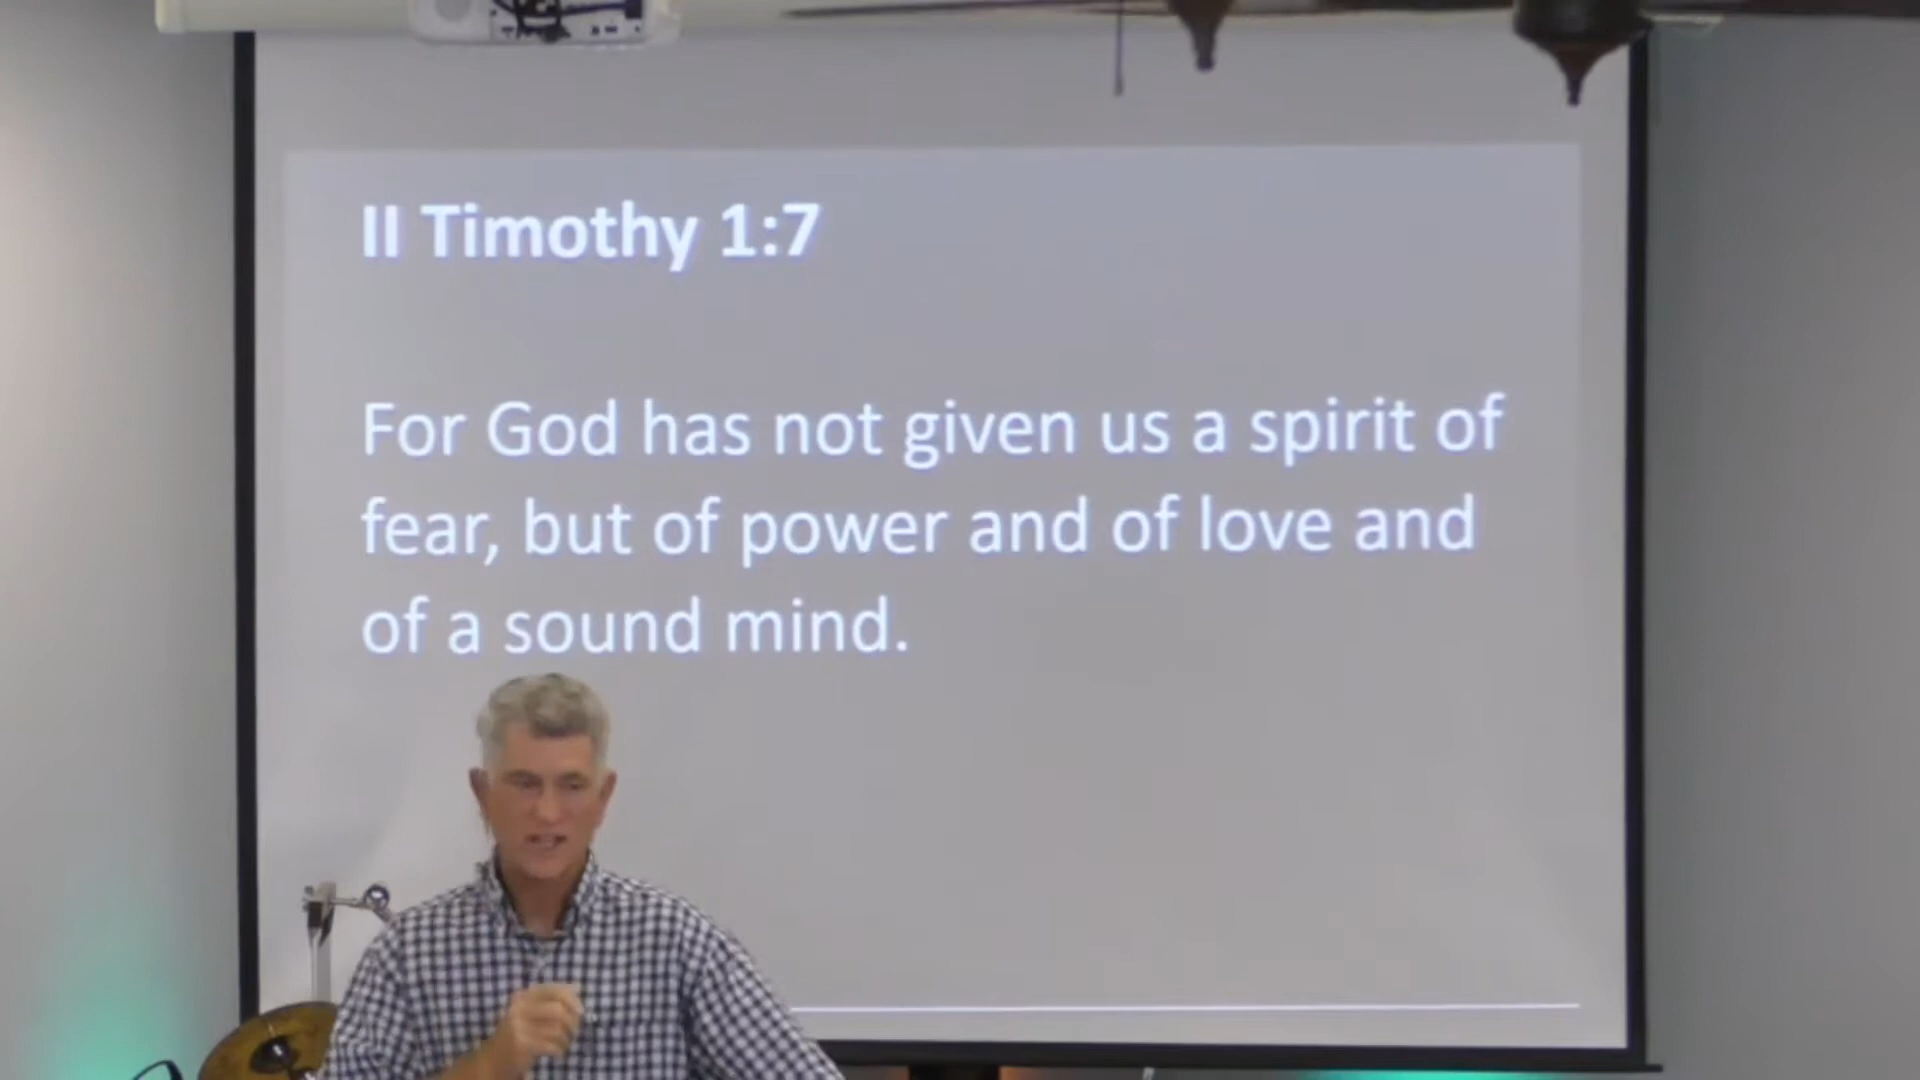 II Timothy 1:7
For God has not given us a spirit of
fear, but of power and of love and
of a sound mind.